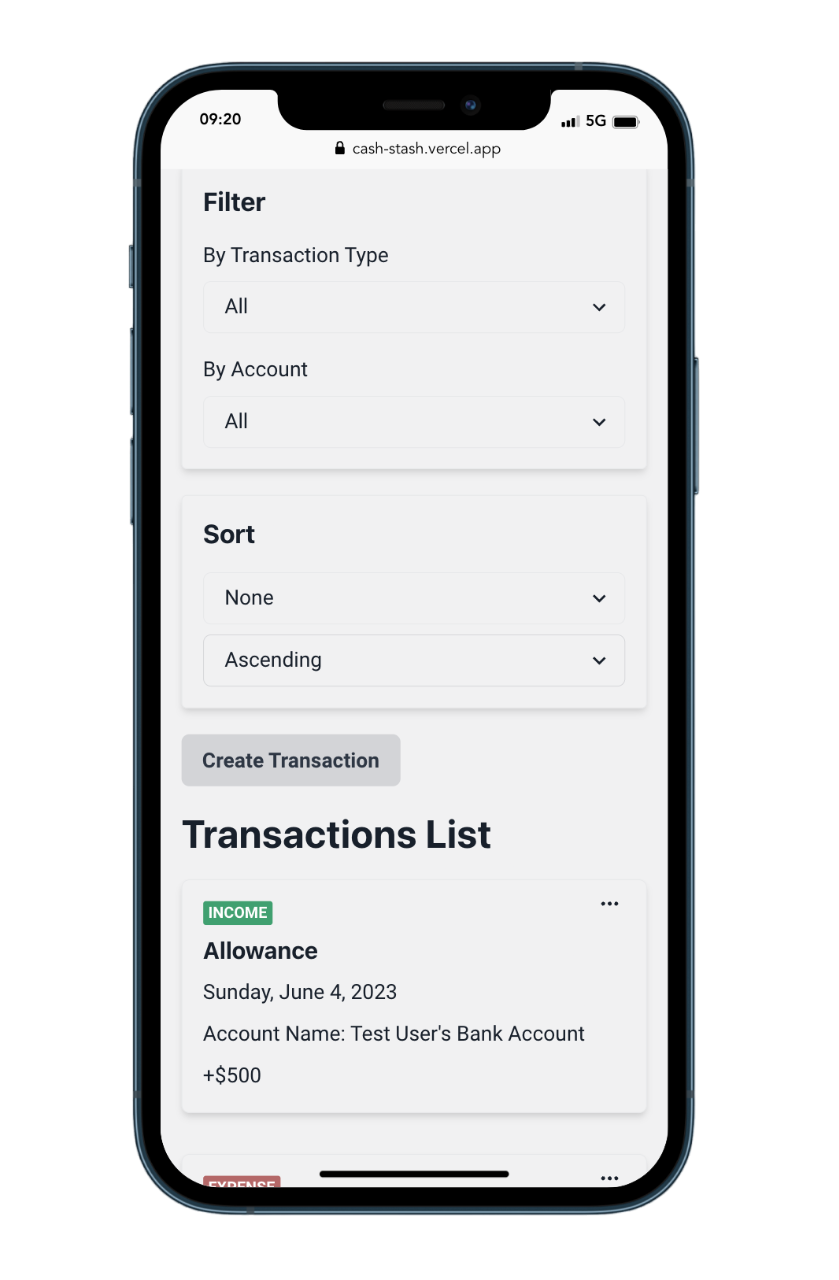 09:20
5G
cash-stash.vercel.app
Filter
By Transaction Type
All
By Account
All
Sort
None
Ascending
Create Transaction
Transactions List
INCOME
Allowance
Sunday, June 4, 2023
Account Name: Test User's Bank Account
+$500
EXPENSE